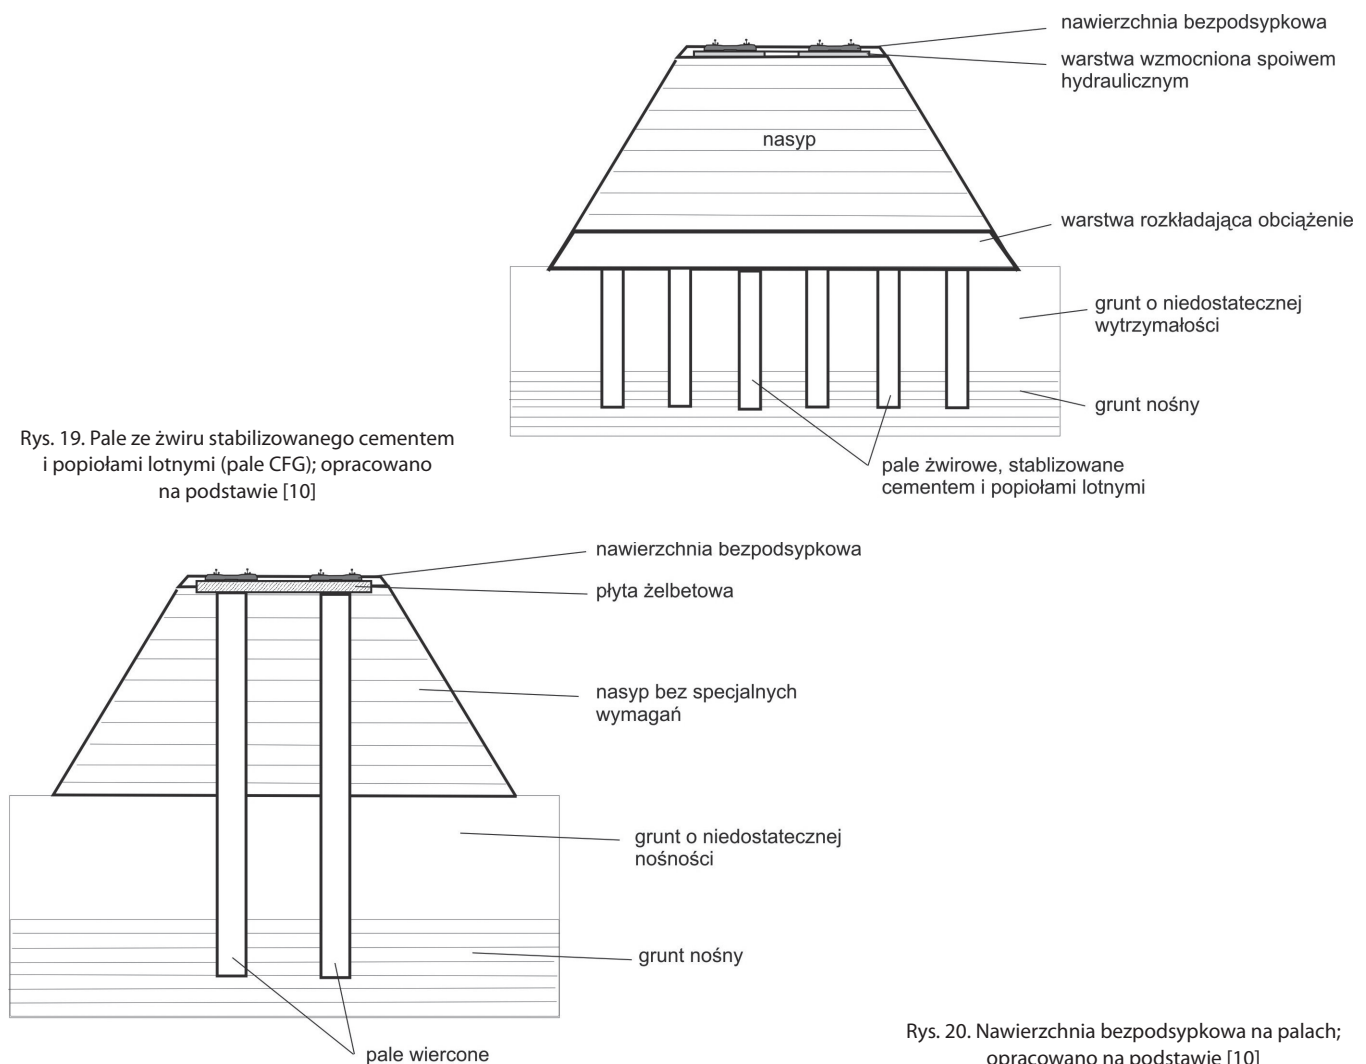 nawierzchnia bezpodsypkowa
warstwa wzmocniona spoiwem
hydraulicznym
nasyp
warstwa rozkładająca obciążenie
grunt o niedostatecznej
wytrzymałości
grunt nośny
pale żwirowe, stablizowane
cementem i popiołami lotnymi
Rys. 19. Pale ze żwiru stabilizowanego cementem
i popiołami lotnymi (pale CFG); opracowano
na podstawie [10]
nawierzchnia bezpodsypkowa
płyta żelbetowa
nasyp bez specjalnych
wymagań
grunt o niedostatecznej
nośności
grunt nośny
pale wiercone
Rys. 20. Nawierzchnia bezpodsypkowa na palach;
opracowano na podstawie [10]